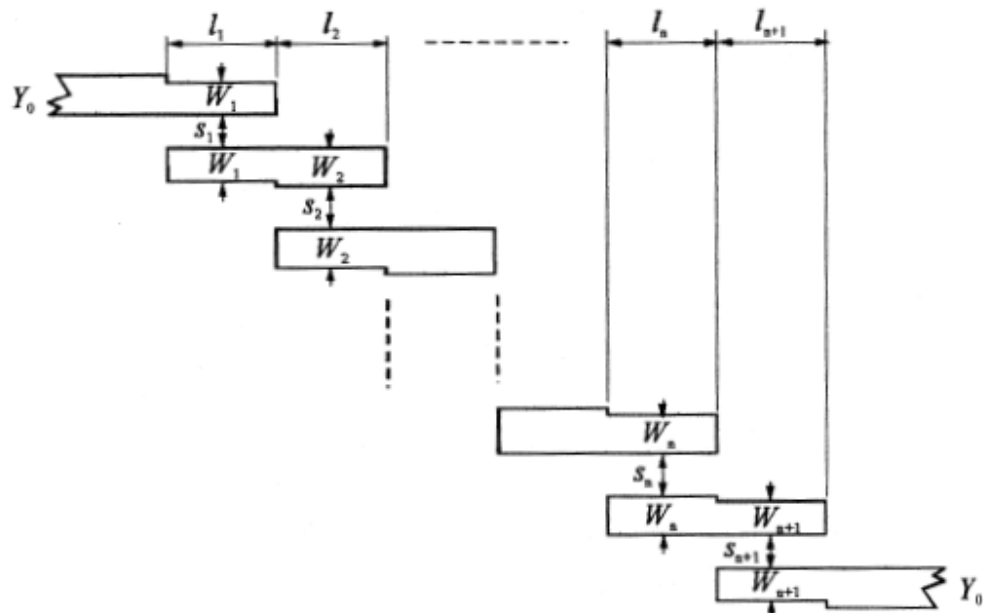 l₁ l₂ lₙ lₙ₊₁
Y₀ W₁
s₁
W₁ W₂
s₂
W₂
Wₙ
sₙ
Wₙ Wₙ₊₁
sₙ₊₁
Wₙ₊₁ Y₀